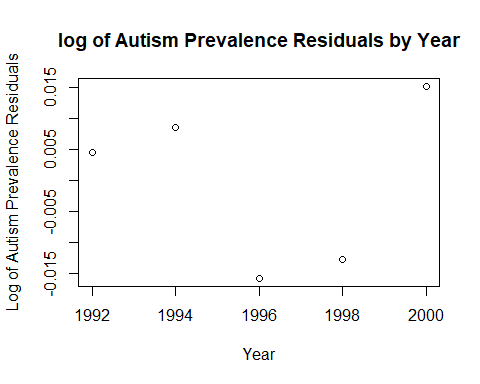 log of Autism Prevalence Residuals by Year
Log of Autism Prevalence Residuals
0.015
0.005
-0.005
-0.015
1992 1994 1996 1998 2000
Year